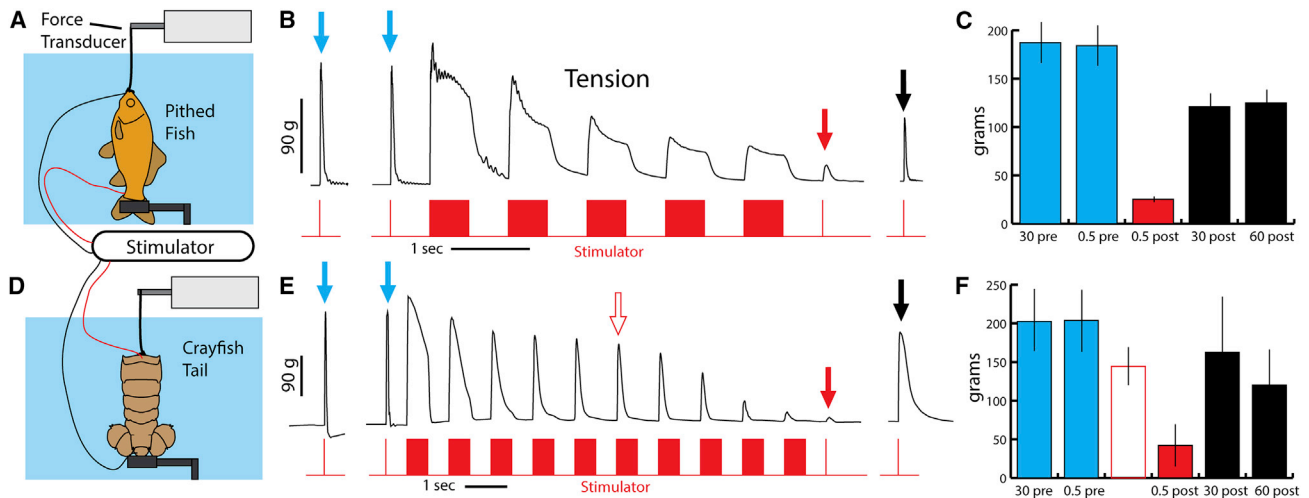 A
Force
Transducer
Pithed
Fish
Stimulator
B
Tension
90 g
1 sec
Stimulator
C
grams
200
150
100
50
0
30 pre
0.5 pre
0.5 post
30 post
60 post
D
Crayfish
Tail
E
90 g
1 sec
Stimulator
F
grams
250
200
150
100
50
0
30 pre
0.5 pre
0.5 post
30 post
60 post